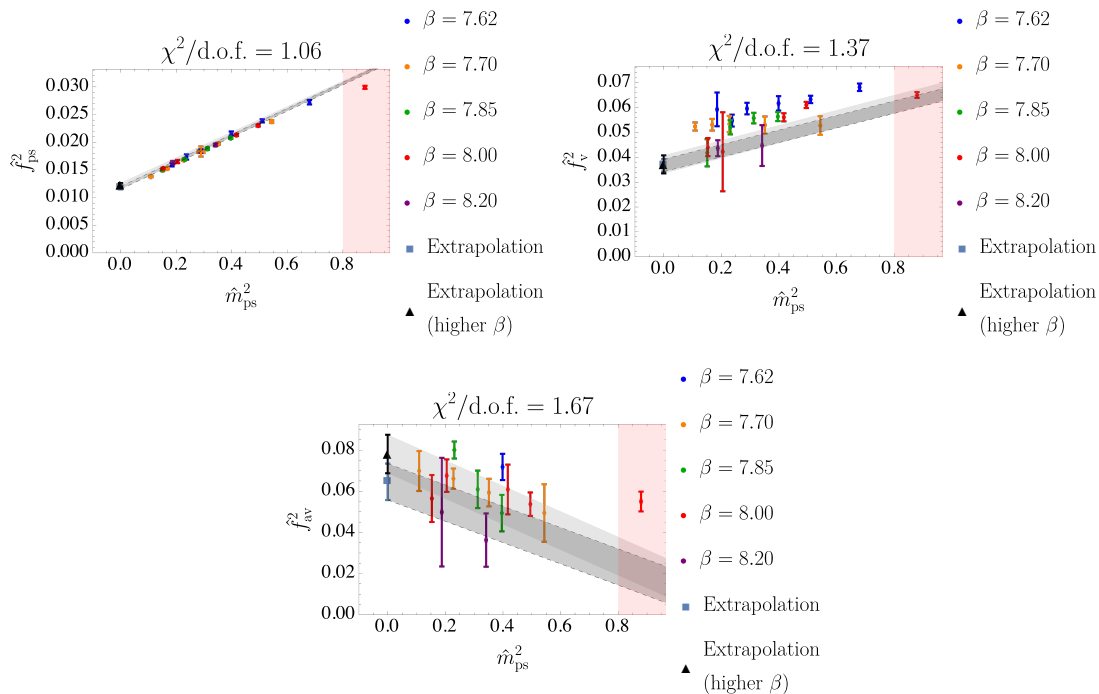 χ²/d.o.f. = 1.06
0.030
0.025
0.020
0.015
0.010
0.005
0.000
f̂²ps
0.0 0.2 0.4 0.6 0.8
m̂²ps
β = 7.62
β = 7.70
β = 7.85
β = 8.00
β = 8.20
Extrapolation
Extrapolation
(higher β)
χ²/d.o.f. = 1.37
0.07
0.06
0.05
0.04
0.03
0.02
0.01
0.00
f̂²v
0.0 0.2 0.4 0.6 0.8
m̂²ps
β = 7.62
β = 7.70
β = 7.85
β = 8.00
β = 8.20
Extrapolation
Extrapolation
(higher β)
χ²/d.o.f. = 1.67
0.08
0.06
0.04
0.02
0.00
f̂²av
0.0 0.2 0.4 0.6 0.8
m̂²ps
β = 7.62
β = 7.70
β = 7.85
β = 8.00
β = 8.20
Extrapolation
Extrapolation
(higher β)